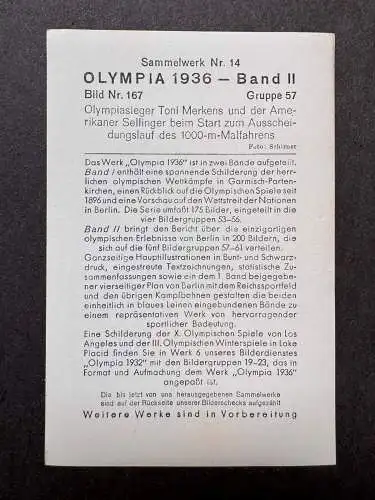 Sammelwerk Nr. 14
OLYMPIA 1936 — Band II
Bild Nr. 167 Gruppe 57
Olympiasieger Toni Merkens und der Ame-
rikaner Sellinger beim Start zum Ausschei-
dungslauf des 1000-m-Malfahrens
Foto: Schirner
Das Werk „Olympia 1936" ist in zwei Bände aufgeteilt.
Band I enthält eine spannende Schilderung der herr-
lichen olympischen Wettkämpfe in Garmisch-Parten-
kirchen, einen Rückblick auf die Olympischen Spiele seit
1896 und eine Vorschau auf den Wettstreit der Nationen
in Berlin. Die Serie umfaßt 175 Bilder, eingeteilt in die
vier Bildergruppen 53—56.
Band II bringt den Bericht über die einzigartigen
olympischen Erlebnisse von Berlin in 200 Bildern, die
sich auf die fünf Bildergruppen 57—61 verteilen.
Ganzseitige Hauptillustrationen in Bunt- und Schwarz-
druck, eingestreute Textzeichnungen, statistische Zu-
sammenfassungen sowie ein dem 1. Band beigegebe-
ner vierseitiger Plan von Berlin mit dem Reichssportfeld
und den übrigen Kampfbahnen gestalten die beiden
einheitlich in blaues Leinen eingebundenen Bände zu
einem repräsentativen Werk von hervorragender
sportlicher Bedeutung.
Eine Schilderung der X. Olympischen Spiele von Los
Angeles und der III. Olympischen Winterspiele in Lake
Placid finden Sie in Werk 6 unseres Bilderdienstes
„Olympia 1932" mit den Bildergruppen 19—23, das in
Format und Aufmachung dem Werk „Olympia 1936"
angepaßt ist.
Die bis jetzt von uns herausgegebenen Sammelwerke
sind auf der Rückseite unserer Bilderschecks aufgezählt
Weitere Werke sind in Vorbereitung